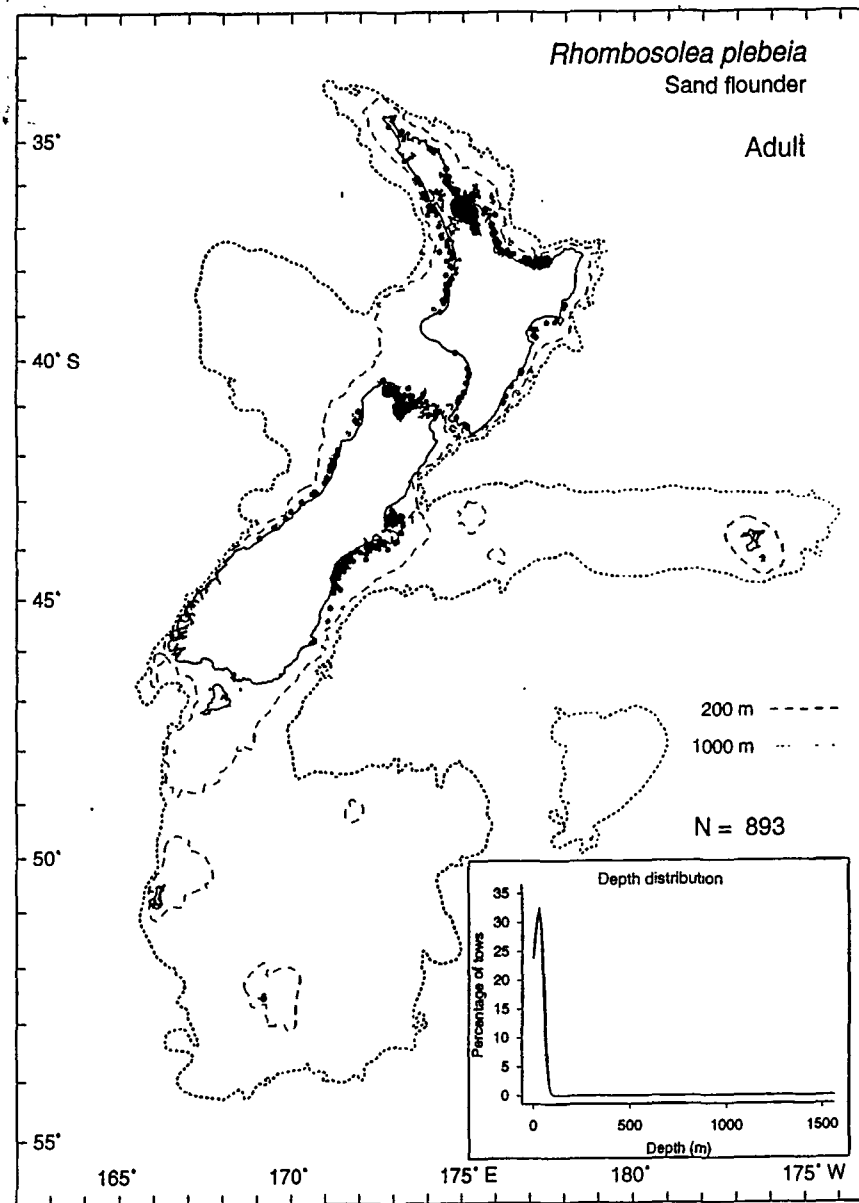 Rhombosolea plebeia
Sand flounder
Adult
35°
40° S
45°
200 m
1000 m
N = 893
50°
Depth distribution
35
30
25
20
15
10
5
0
Percentage of tows
0 500 1000 1500
Depth (m)
55°
165° 170° 175° E 180° 175° W